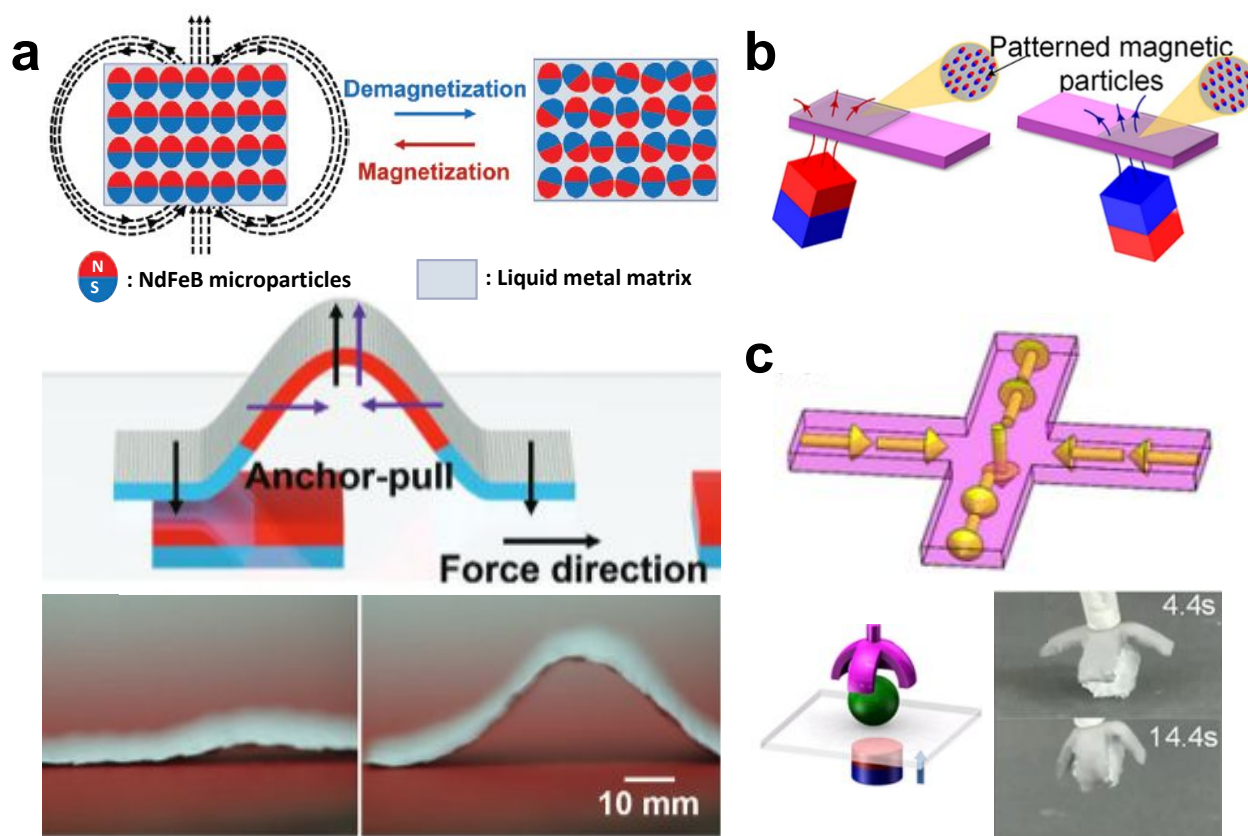 a
Demagnetization
Magnetization
N
S
: NdFeB microparticles
: Liquid metal matrix
Anchor-pull
Force direction
10 mm
b
Patterned magnetic
particles
c
4.4s
14.4s